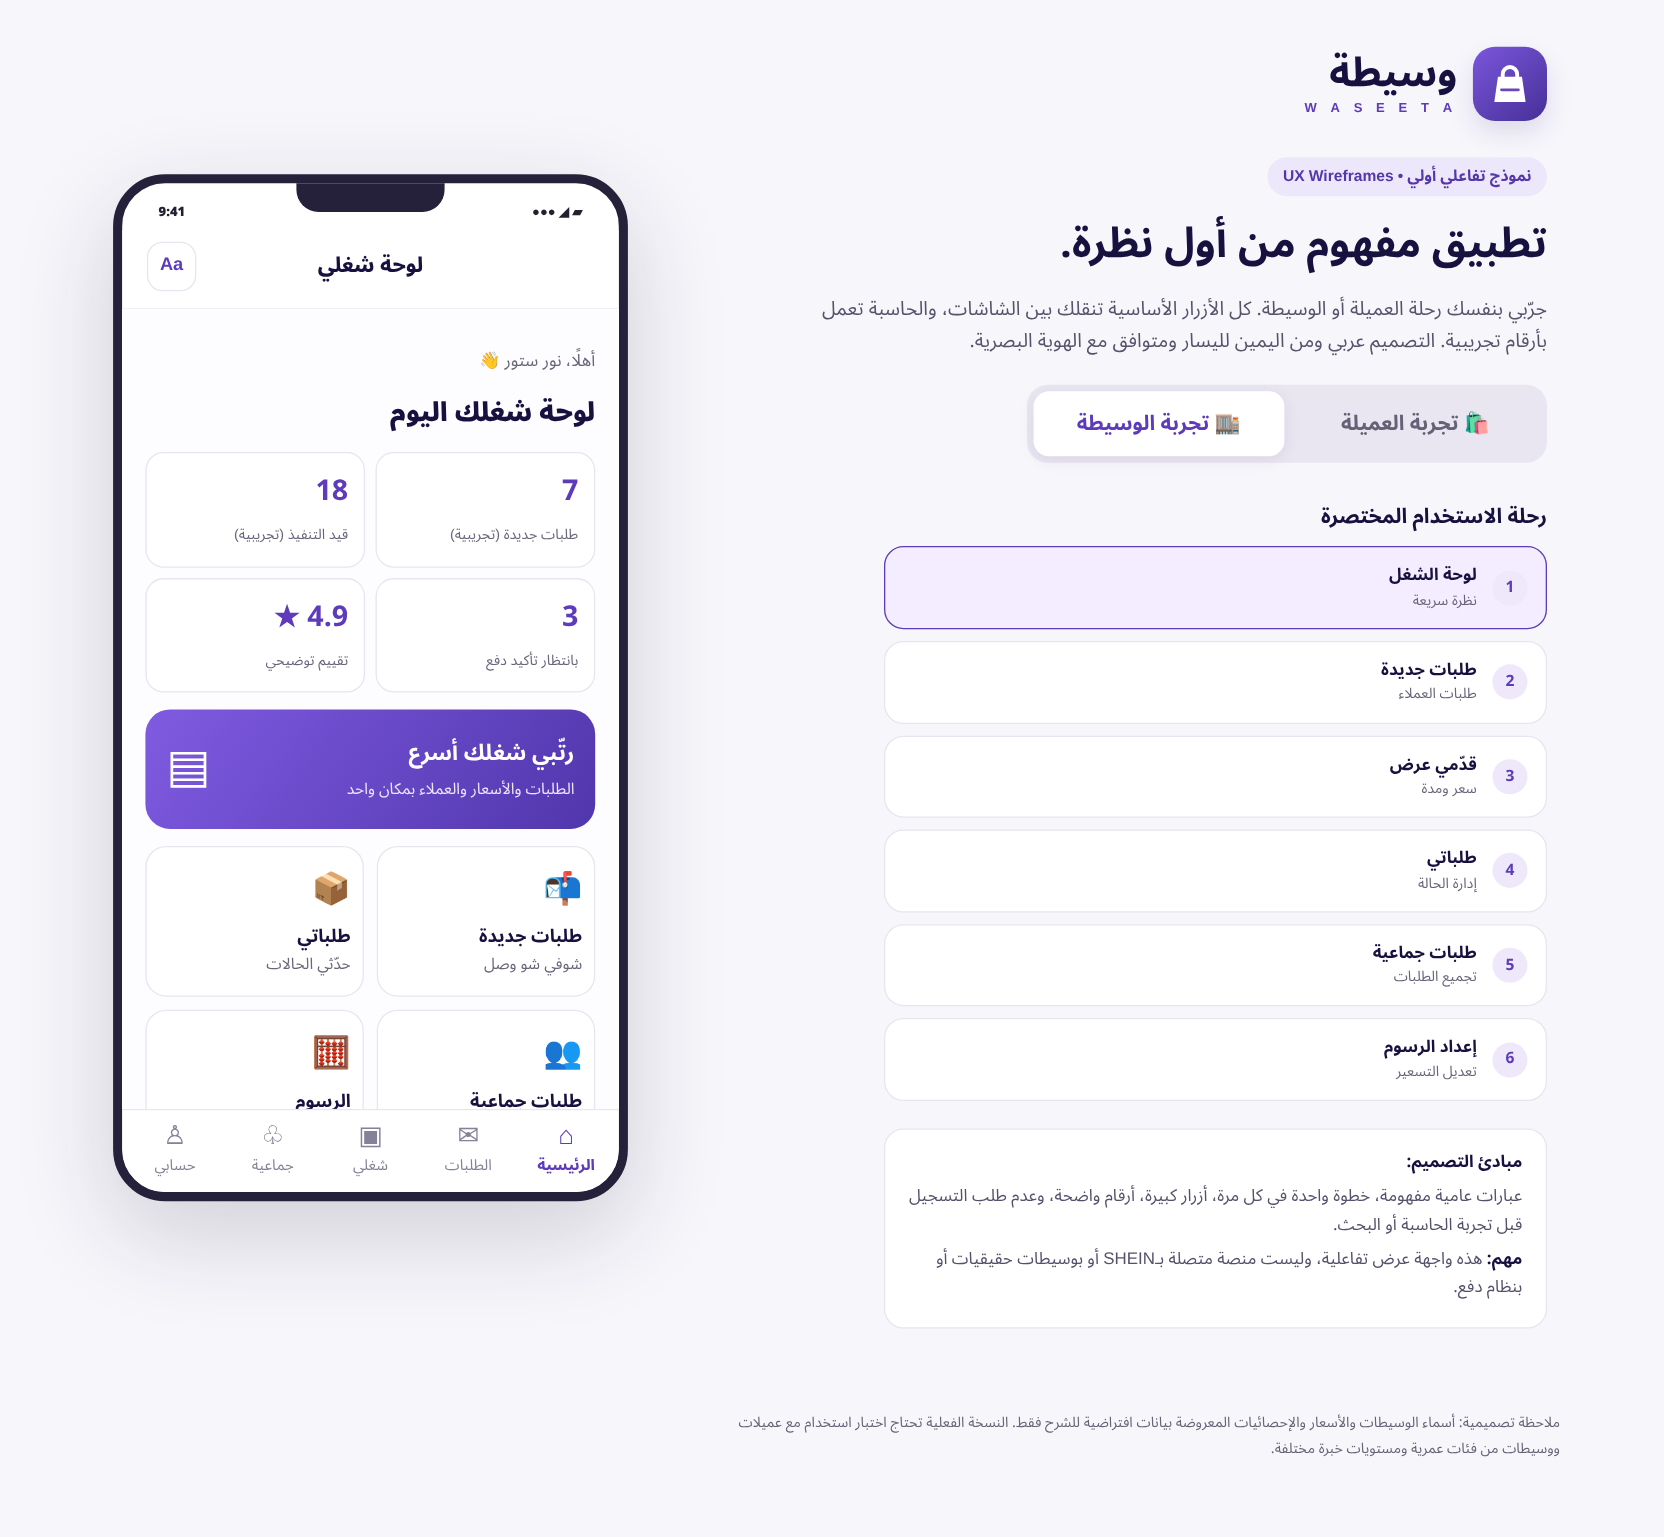 وسيطة
WASEETA
نموذج تفاعلي أولي • UX Wireframes
تطبيق مفهوم من أول نظرة.
جرّبي بنفسك رحلة العميلة أو الوسيطة. كل الأزرار الأساسية تنقلك بين الشاشات، والحاسبة تعمل
بأرقام تجريبية. التصميم عربي ومن اليمين لليسار ومتوافق مع الهوية البصرية.
🛍️ تجربة العميلة
🏬 تجربة الوسيطة
رحلة الاستخدام المختصرة
1
لوحة الشغل
نظرة سريعة
2
طلبات جديدة
طلبات العملاء
3
قدّمي عرض
سعر ومدة
4
طلباتي
إدارة الحالة
5
طلبات جماعية
تجميع الطلبات
6
إعداد الرسوم
تعديل التسعير
مبادئ التصميم:
عبارات عامية مفهومة، خطوة واحدة في كل مرة، أزرار كبيرة، أرقام واضحة، وعدم طلب التسجيل
قبل تجربة الحاسبة أو البحث.
مهم: هذه واجهة عرض تفاعلية، وليست منصة متصلة بـSHEIN أو بوسيطات حقيقيات أو
بنظام دفع.
9:41
لوحة شغلي
Aa
أهلًا، نور ستور 👋
لوحة شغلك اليوم
7
طلبات جديدة (تجريبية)
18
قيد التنفيذ (تجريبية)
3
بانتظار تأكيد دفع
4.9 ★
تقييم توضيحي
رتّبي شغلك أسرع
الطلبات والأسعار والعملاء بمكان واحد
طلبات جديدة
شوفي شو وصل
طلباتي
حدّثي الحالات
طلبات جماعية
الرسوم
الرئيسية
الطلبات
شغلي
جماعية
حسابي
ملاحظة تصميمية: أسماء الوسيطات والأسعار والإحصائيات المعروضة بيانات افتراضية للشرح فقط. النسخة الفعلية تحتاج اختبار استخدام مع عميلات
ووسيطات من فئات عمرية ومستويات خبرة مختلفة.